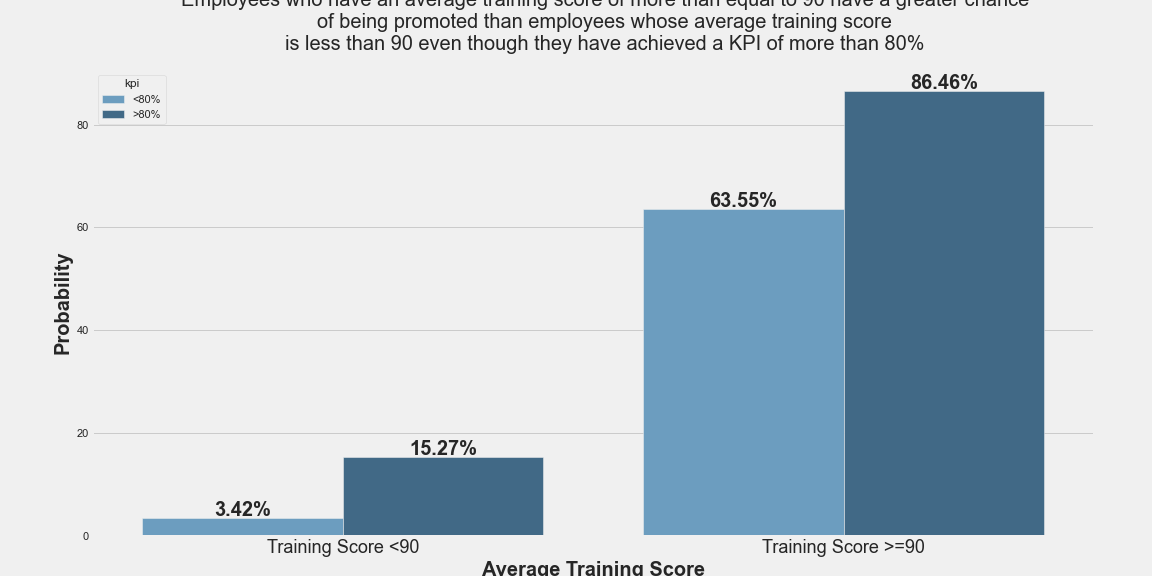 Employees who have an average training score of more than equal to 90 have a greater chance
of being promoted than employees whose average training score
is less than 90 even though they have achieved a KPI of more than 80%
86.46%
kpi
<80%
>80%
80
63.55%
60
Probability
40
20
15.27%
3.42%
0
Training Score <90
Training Score >=90
Average Training Score